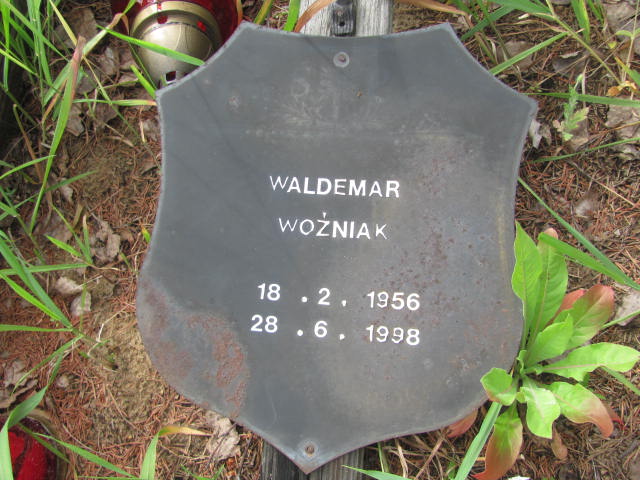 WALDEMAR
WOŹNIAK
18 . 2 . 1956
28 . 6 . 1998